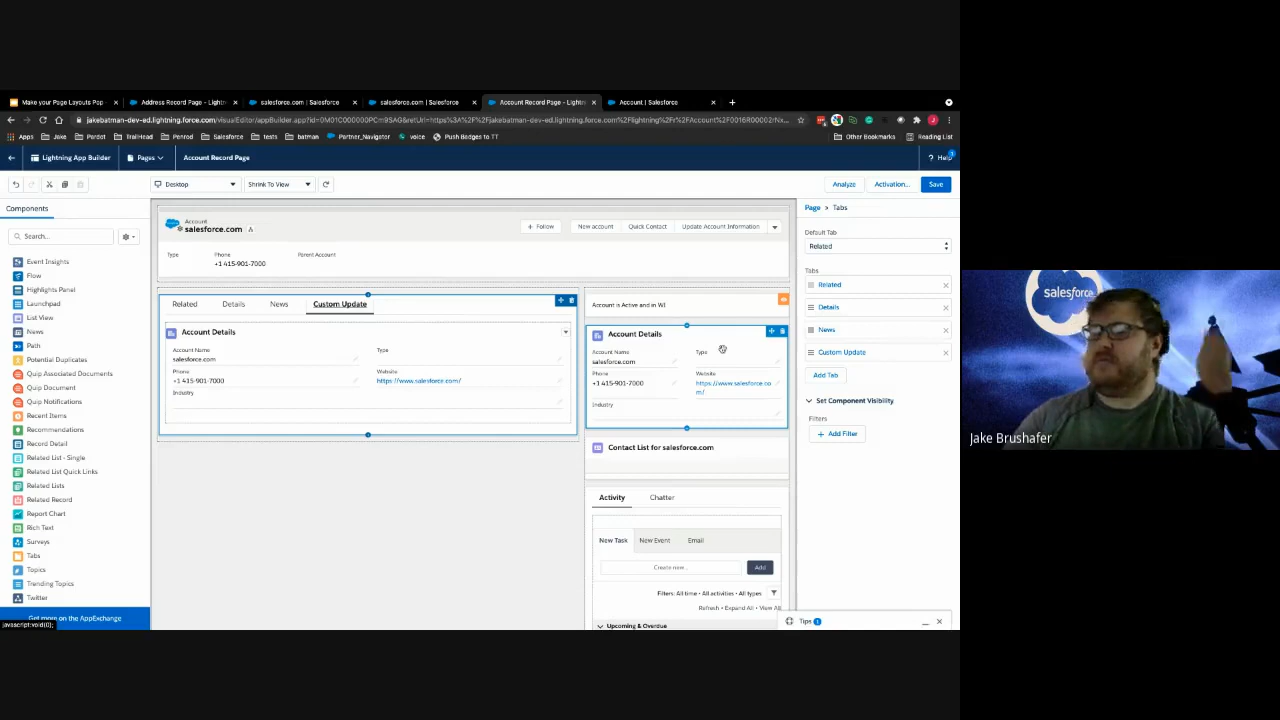 Make your Page Layouts Pop
Address Record Page - Lightn
salesforce.com | Salesforce
salesforce.com | Salesforce
Account Record Page - Lightn
Account | Salesforce
Apps
Jake
Pardot
TrailHead
Penrod
Salesforce
tests
batman
Partner_Navigator
voice
Push Badges to TT
Other Bookmarks
Reading List
Lightning App Builder
Pages
Account Record Page
Help
Desktop
Shrink To View
Analyze
Activation...
Save
Components
Search...
Event Insights
Flow
Highlights Panel
Launchpad
List View
News
Path
Potential Duplicates
Quip Associated Documents
Quip Document
Quip Notifications
Recent Items
Recommendations
Record Detail
Related List - Single
Related List Quick Links
Related Lists
Related Record
Report Chart
Rich Text
Surveys
Tabs
Topics
Trending Topics
Twitter
Get more on the AppExchange
javascript:void(0);
Account
salesforce.com
+ Follow
New account
Quick Contact
Update Account Information
Type
Phone
Parent Account
+1 415-901-7000
Related
Details
News
Custom Update
Account Details
Account Name
Type
salesforce.com
Phone
Website
+1 415-901-7000
https://www.salesforce.com/
Industry
Account is Active and in WI
Account Details
Account Name
Type
salesforce.com
Phone
Website
+1 415-901-7000
https://www.salesforce.co
m/
Industry
Contact List for salesforce.com
Activity
Chatter
New Task
New Event
Email
Create new...
Add
Filters: All time • All activities • All types
Refresh • Expand All • View All
Upcoming & Overdue
Page > Tabs
Default Tab
Related
Tabs
Related
Details
News
Custom Update
Add Tab
Set Component Visibility
Filters
+ Add Filter
Tips 1
salesforce
Jake Brushafer